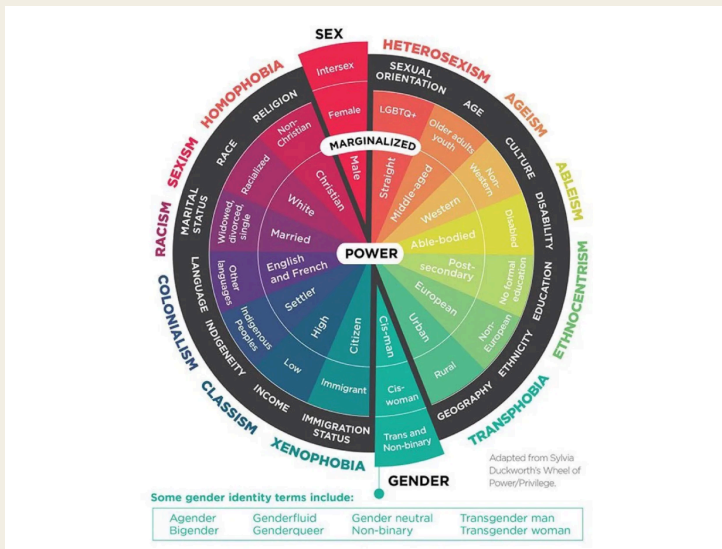 SEX
HETEROSEXISM
AGEISM
ABLEISM
ETHNOCENTRISM
TRANSPHOBIA
XENOPHOBIA
CLASSISM
COLONIALISM
RACISM
SEXISM
HOMOPHOBIA
SEXUAL
ORIENTATION
AGE
CULTURE
DISABILITY
EDUCATION
ETHNICITY
GEOGRAPHY
IMMIGRATION
STATUS
INCOME
INDIGENEITY
LANGUAGE
MARITAL
STATUS
RACE
RELIGION
Intersex
Female
Male
LGBTQ+
Straight
Older adults
youth
Middle-aged
Non-
Western
Western
Disabled
Able-bodied
No formal
education
Post-
secondary
Non-
European
European
Rural
Urban
Cis-man
Cis-
woman
Trans and
Non-binary
Immigrant
Citizen
Low
High
Indigenous
Peoples
Settler
Other
languages
English
and French
Widowed,
divorced,
single
Married
Racialized
White
Non-
Christian
Christian
MARGINALIZED
POWER
GENDER
Adapted from Sylvia
Duckworth's Wheel of
Power/Privilege.
Some gender identity terms include:
Agender Genderfluid Gender neutral Transgender man
Bigender Genderqueer Non-binary Transgender woman